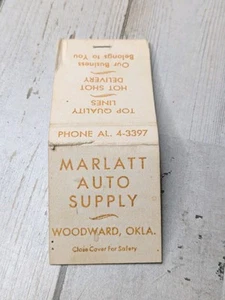 Our Business
Belongs to You
HOT SHOT
DELIVERY
TOP QUALITY
LINES
PHONE AL. 4-3397
MARLATT
AUTO
SUPPLY
WOODWARD, OKLA.
Close Cover For Safety